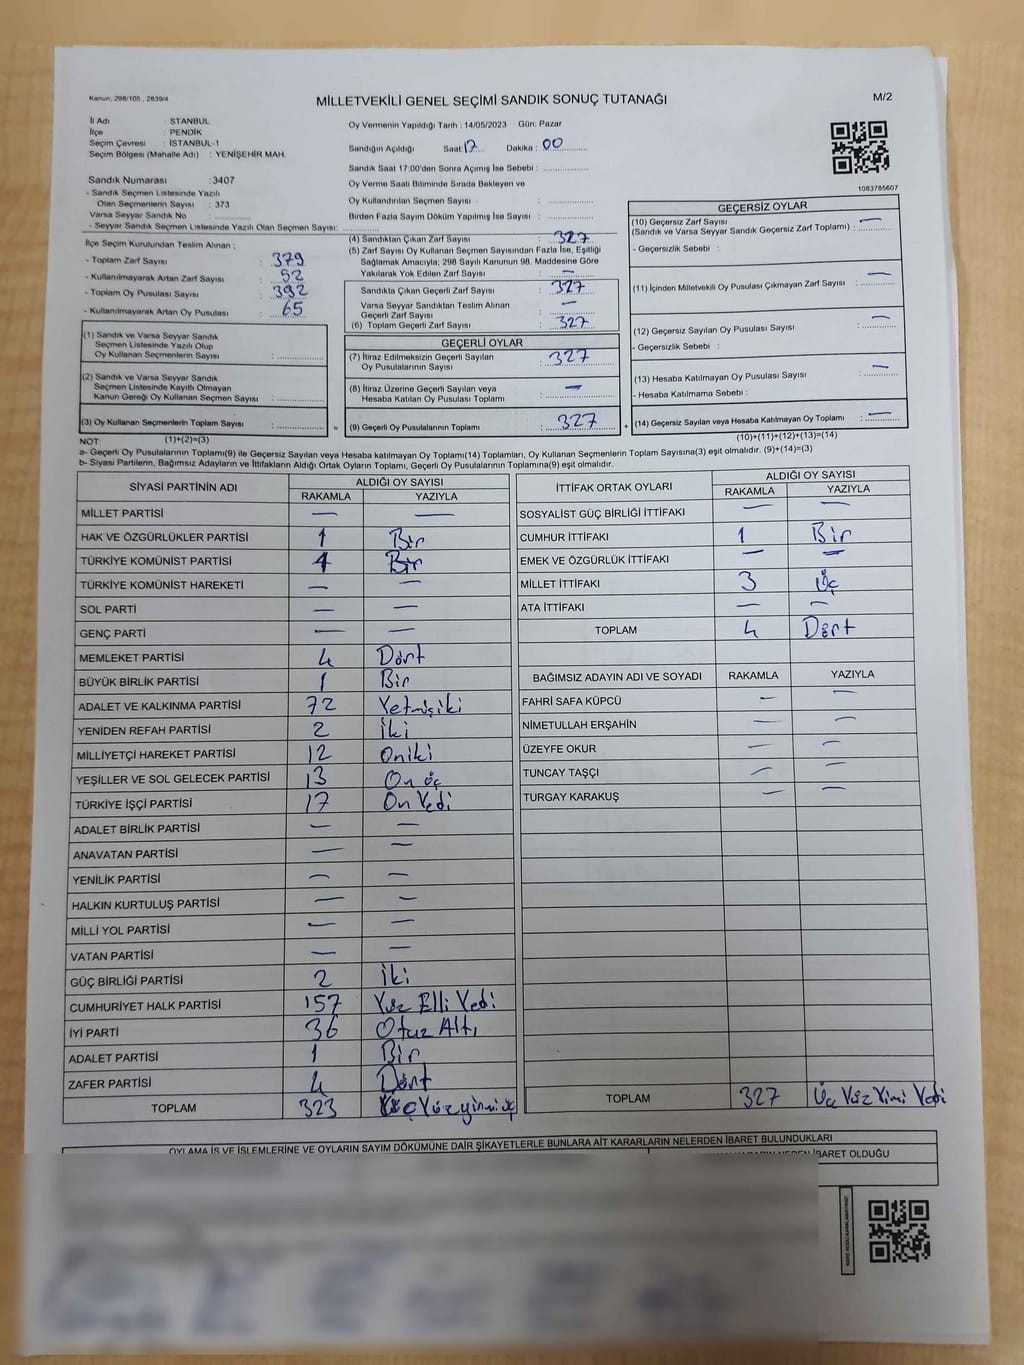 Kanun, 298/105 , 2839/4
MİLLETVEKİLİ GENEL SEÇİMİ SANDIK SONUÇ TUTANAĞI
M/2
İl Adı : STANBUL
İlçe : PENDİK
Seçim Çevresi : İSTANBUL-1
Seçim Bölgesi (Mahalle Adı) : YENİŞEHİR MAH.
Sandık Numarası :3407
- Sandık Seçmen Listesinde Yazılı
Olan Seçmenlerin Sayısı : 373
Varsa Seyyar Sandık No :
- Seyyar Sandık Seçmen Listesinde Yazılı Olan Seçmen Sayısı:
Oy Vermenin Yapıldığı Tarih : 14/05/2023 Gün: Pazar
Sandığın Açıldığı Saat: 17 Dakika : 00
Sandık Saat 17:00'den Sonra Açımış İse Sebebi :
Oy Verme Saati Bitiminde Sırada Bekleyen ve
Oy Kullandırılan Seçmen Sayısı :
Birden Fazla Sayım Döküm Yapılmış İse Sayısı :
1083785607
İlçe Seçim Kurulundan Teslim Alınan ;
- Toplam Zarf Sayısı : 379
- Kullanılmayarak Artan Zarf Sayısı : 52
- Toplam Oy Pusulası Sayısı : 392
- Kullanılmayarak Artan Oy Pusulası : 65
(4) Sandıktan Çıkan Zarf Sayısı : 327
(5) Zarf Sayısı Oy Kullanan Seçmen Sayısından Fazla İse, Eşitliği
Sağlamak Amacıyla; 298 Sayılı Kanunun 98. Maddesine Göre
Yakılarak Yok Edilen Zarf Sayısı : —
Sandıkta Çıkan Geçerli Zarf Sayısı : 327
Varsa Seyyar Sandıktan Teslim Alınan
Geçerli Zarf Sayısı : —
(6) Toplam Geçerli Zarf Sayısı : 327
(1) Sandık ve Varsa Seyyar Sandık
Seçmen Listesinde Yazılı Olup
Oy Kullanan Seçmenlerin Sayısı :
(2) Sandık ve Varsa Seyyar Sandık
Seçmen Listesinde Kayıtlı Olmayan
Kanun Gereği Oy Kullanan Seçmen Sayısı :
(3) Oy Kullanan Seçmenlerin Toplam Sayısı :
=
GEÇERLİ OYLAR
(7) İtiraz Edilmeksizin Geçerli Sayılan
Oy Pusulalarının Sayısı : 327
(8) İtiraz Üzerine Geçerli Sayılan veya
Hesaba Katılan Oy Pusulası Toplamı : —
(9) Geçerli Oy Pusulalarının Toplamı : 327
+
GEÇERSİZ OYLAR
(10) Geçersiz Zarf Sayısı —
(Sandık ve Varsa Seyyar Sandık Geçersiz Zarf Toplamı) :
- Geçersizlik Sebebi :
(11) İçinden Milletvekili Oy Pusulası Çıkmayan Zarf Sayısı : —
(12) Geçersiz Sayılan Oy Pusulası Sayısı : —
- Geçersizlik Sebebi :
(13) Hesaba Katılmayan Oy Pusulası Sayısı : —
- Hesaba Katılmama Sebebi :
(14) Geçersiz Sayılan veya Hesaba Katılmayan Oy Toplamı : —
NOT: (1)+(2)=(3)
(10)+(11)+(12)+(13)=(14)
a- Geçerli Oy Pusulalarının Toplamı(9) ile Geçersiz Sayılan veya Hesaba katılmayan Oy Toplamı(14) Toplamları, Oy Kullanan Seçmenlerin Toplam Sayısına(3) eşit olmalıdır. (9)+(14)=(3)
b- Siyasi Partilerin, Bağımsız Adayların ve İttifakların Aldığı Ortak Oyların Toplamı, Geçerli Oy Pusulalarının Toplamına(9) eşit olmalıdır.
SİYASİ PARTİNİN ADI ALDIĞI OY SAYISI
RAKAMLA YAZIYLA
MİLLET PARTİSİ — —
HAK VE ÖZGÜRLÜKLER PARTİSİ 1 Bir
TÜRKİYE KOMÜNİST PARTİSİ 1 Bir
TÜRKİYE KOMÜNİST HAREKETİ — —
SOL PARTİ — —
GENÇ PARTİ — —
MEMLEKET PARTİSİ 4 Dört
BÜYÜK BİRLİK PARTİSİ 1 Bir
ADALET VE KALKINMA PARTİSİ 72 Yetmişiki
YENİDEN REFAH PARTİSİ 2 İki
MİLLİYETÇİ HAREKET PARTİSİ 12 Oniki
YEŞİLLER VE SOL GELECEK PARTİSİ 13 On üç
TÜRKİYE İŞÇİ PARTİSİ 17 On Yedi
ADALET BİRLİK PARTİSİ — —
ANAVATAN PARTİSİ — —
YENİLİK PARTİSİ — —
HALKIN KURTULUŞ PARTİSİ — —
MİLLİ YOL PARTİSİ — —
VATAN PARTİSİ — —
GÜÇ BİRLİĞİ PARTİSİ 2 İki
CUMHURİYET HALK PARTİSİ 157 Yüz Elli Yedi
İYİ PARTİ 36 Otuz Altı
ADALET PARTİSİ 1 Bir
ZAFER PARTİSİ 4 Dört
TOPLAM 323
İTTİFAK ORTAK OYLARI ALDIĞI OY SAYISI
RAKAMLA YAZIYLA
SOSYALİST GÜÇ BİRLİĞİ İTTİFAKI — —
CUMHUR İTTİFAKI 1 Bir
EMEK VE ÖZGÜRLÜK İTTİFAKI — —
MİLLET İTTİFAKI 3 Üç
ATA İTTİFAKI — —
TOPLAM 4 Dört
BAĞIMSIZ ADAYIN ADI VE SOYADI RAKAMLA YAZIYLA
FAHRİ SAFA KÜPCÜ — —
NİMETULLAH ERŞAHİN — —
ÜZEYFE OKUR — —
TUNCAY TAŞÇI — —
TURGAY KARAKUŞ — —
TOPLAM 327 Üç Yüz Yirmi Yedi
OYLAMA İŞ VE İŞLEMLERİNE VE OYLARIN SAYIM DÖKÜMÜNE DAİR ŞİKAYETLERLE BUNLARA AİT KARARLARIN NELERDEN İBARET BULUNDUKLARI
İBARET OLDUĞU